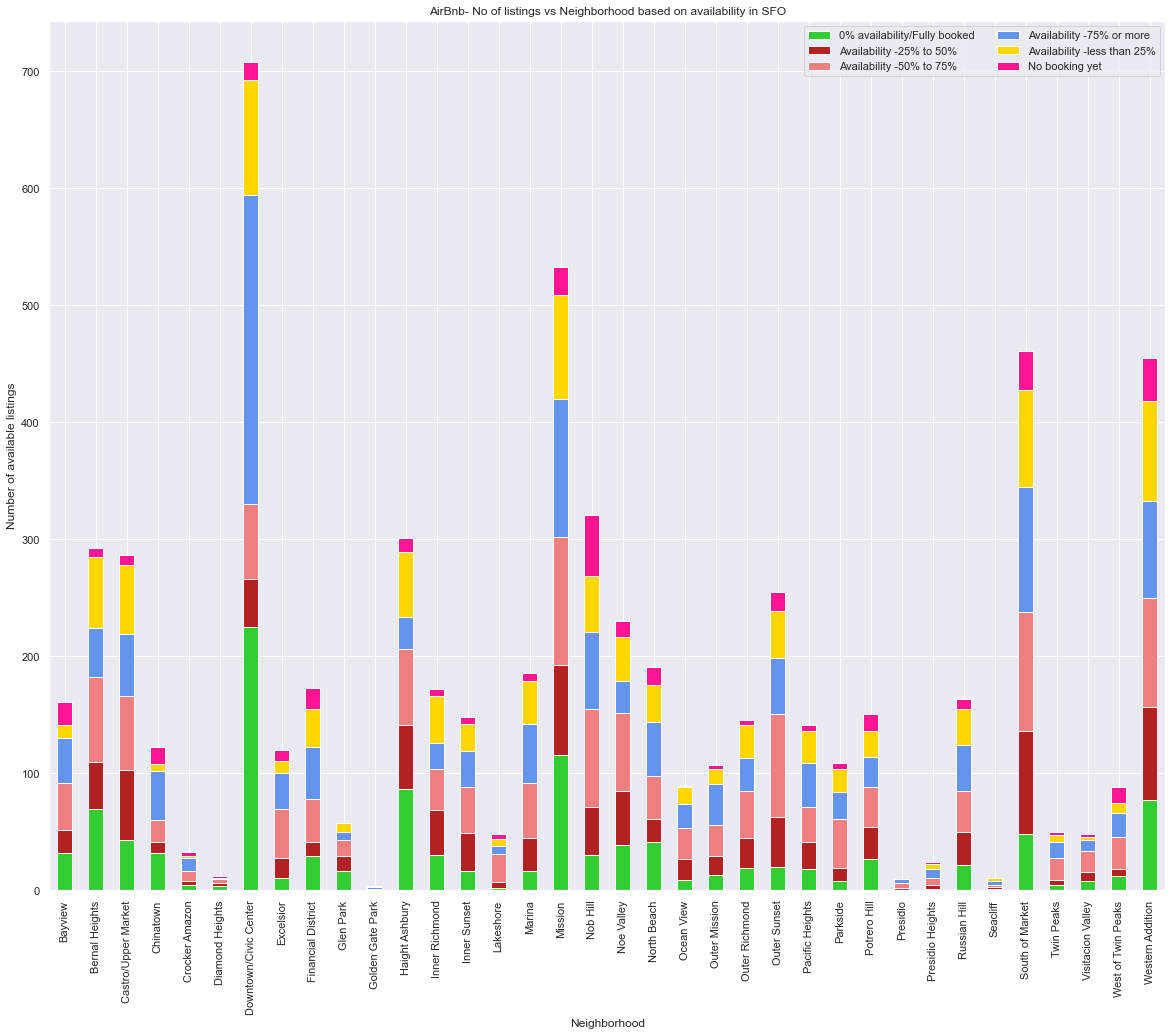 AirBnb- No of listings vs Neighborhood based on availability in SFO
0% availability/Fully booked
Availability -25% to 50%
Availability -50% to 75%
Availability -75% or more
Availability -less than 25%
No booking yet
Number of available listings
700
600
500
400
300
200
100
0
Bayview
Bernal Heights
Castro/Upper Market
Chinatown
Crocker Amazon
Diamond Heights
Downtown/Civic Center
Excelsior
Financial District
Glen Park
Golden Gate Park
Haight Ashbury
Inner Richmond
Inner Sunset
Lakeshore
Marina
Mission
Nob Hill
Noe Valley
North Beach
Ocean View
Outer Mission
Outer Richmond
Outer Sunset
Pacific Heights
Parkside
Potrero Hill
Presidio
Presidio Heights
Russian Hill
Seacliff
South of Market
Twin Peaks
Visitacion Valley
West of Twin Peaks
Western Addition
Neighborhood